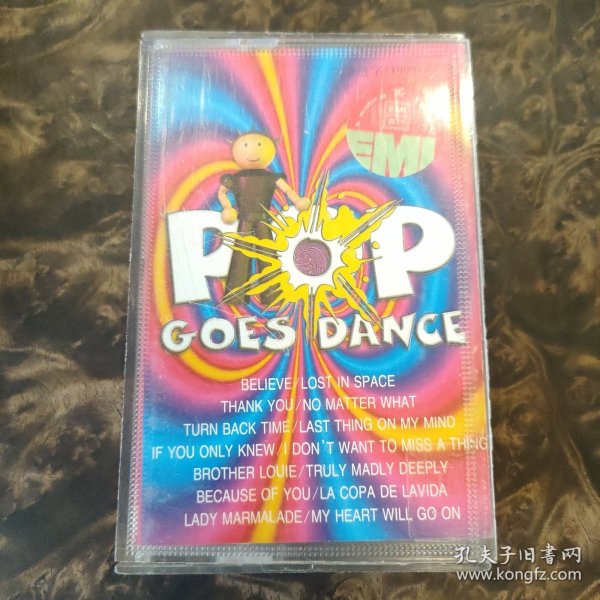 EMI
POP
GOES DANCE
BELIEVE/LOST IN SPACE
THANK YOU/NO MATTER WHAT
TURN BACK TIME/LAST THING ON MY MIND
IF YOU ONLY KNEW/I DON'T WANT TO MISS A THING
BROTHER LOUIE/TRULY MADLY DEEPLY
BECAUSE OF YOU/LA COPA DE LAVIDA
LADY MARMALADE/MY HEART WILL GO ON
孔夫子旧书网
www.kongfz.com